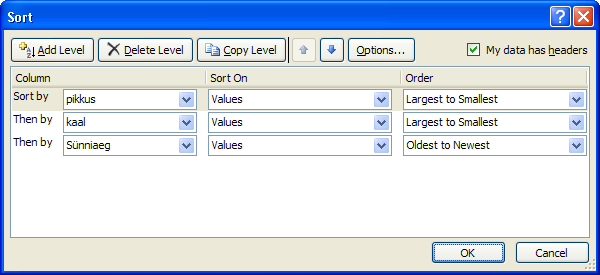 Sort
Add Level Delete Level Copy Level Options... My data has headers
Column Sort On Order
Sort by pikkus Values Largest to Smallest
Then by kaal Values Largest to Smallest
Then by Sünniaeg Values Oldest to Newest
OK Cancel